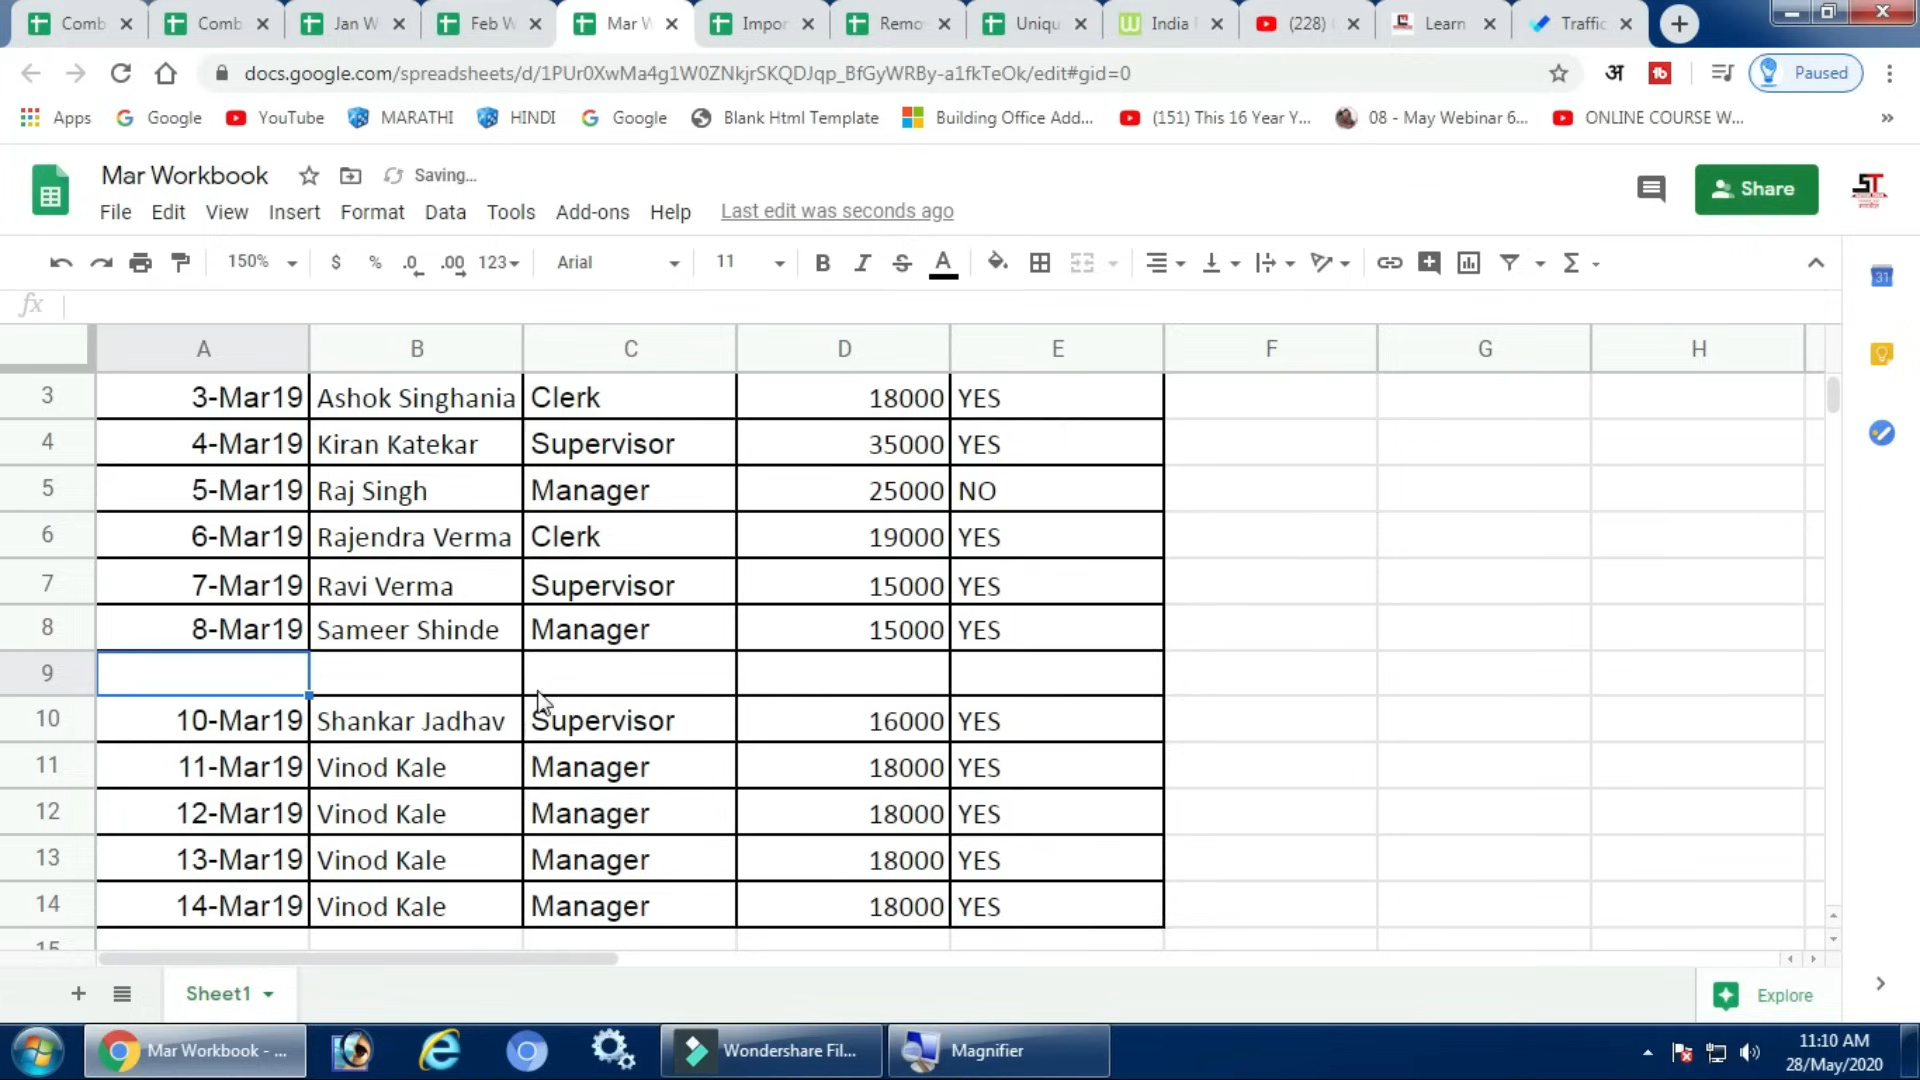 Comb Comb Jan W Feb W Mar W Impor Remo Uniqu India (228) Learn Traffic
docs.google.com/spreadsheets/d/1PUr0XwMa4g1W0ZNkjrSKQDJqp_BfGyWRBy-a1fkTeOk/edit#gid=0 अ Paused
Apps Google YouTube MARATHI HINDI Google Blank Html Template Building Office Add... (151) This 16 Year Y... 08 - May Webinar 6... ONLINE COURSE W... »
Mar Workbook Saving... Share
File Edit View Insert Format Data Tools Add-ons Help Last edit was seconds ago
150% $ % .0 .00 123 Arial 11 B I S A Σ
fx
A B C D E F G H
3 3-Mar19 Ashok Singhania Clerk 18000 YES
4 4-Mar19 Kiran Katekar Supervisor 35000 YES
5 5-Mar19 Raj Singh Manager 25000 NO
6 6-Mar19 Rajendra Verma Clerk 19000 YES
7 7-Mar19 Ravi Verma Supervisor 15000 YES
8 8-Mar19 Sameer Shinde Manager 15000 YES
9
10 10-Mar19 Shankar Jadhav Supervisor 16000 YES
11 11-Mar19 Vinod Kale Manager 18000 YES
12 12-Mar19 Vinod Kale Manager 18000 YES
13 13-Mar19 Vinod Kale Manager 18000 YES
14 14-Mar19 Vinod Kale Manager 18000 YES
15
Sheet1 Explore
Mar Workbook - ... Wondershare Fil... Magnifier 11:10 AM
28/May/2020